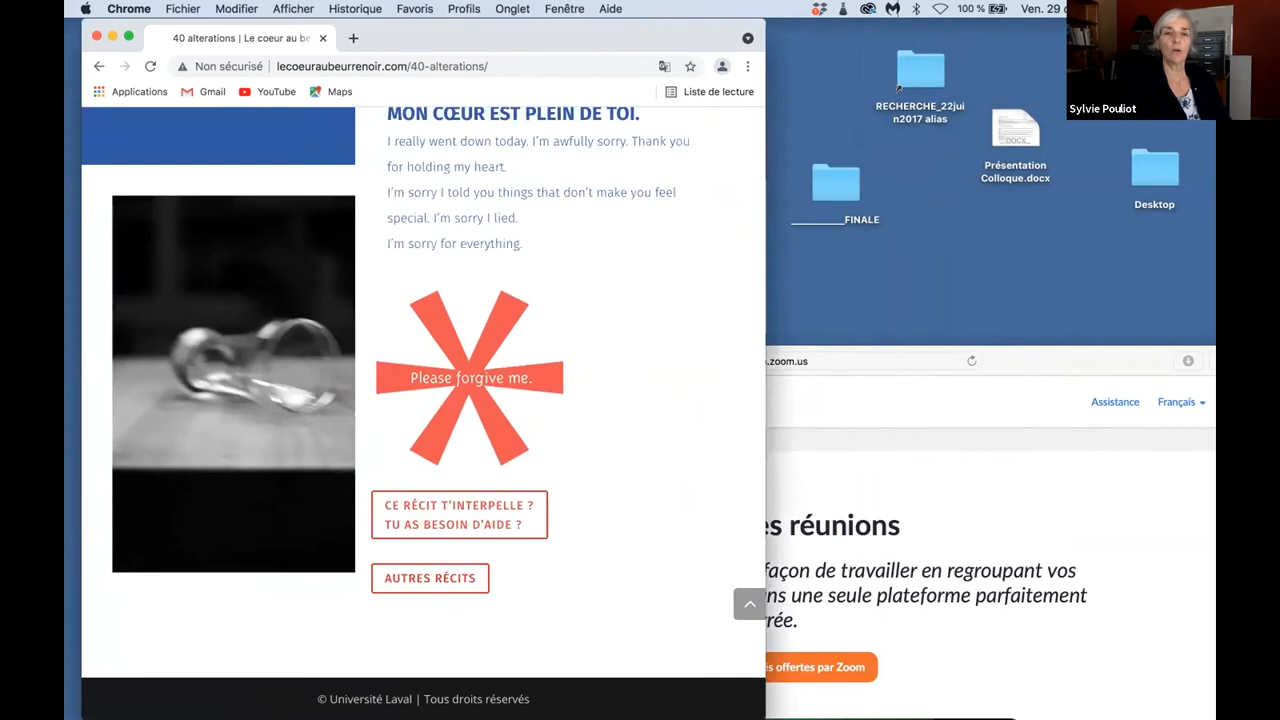 Chrome Fichier Modifier Afficher Historique Favoris Profils Onglet Fenêtre Aide 100 % Ven. 29
40 alterations | Le coeur au be
Non sécurisé lecoeuraubeurrenoir.com/40-alterations/
Applications Gmail YouTube Maps Liste de lecture
MON CŒUR EST PLEIN DE TOI.
I really went down today. I'm awfully sorry. Thank you
for holding my heart.
I'm sorry I told you things that don't make you feel
special. I'm sorry I lied.
I'm sorry for everything.
Please forgive me.
CE RÉCIT T'INTERPELLE ?
TU AS BESOIN D'AIDE ?
AUTRES RÉCITS
© Université Laval | Tous droits réservés
RECHERCHE_22jui
n2017 alias
Présentation
Colloque.docx
DOCX
Desktop
__________FINALE
Sylvie Pouliot
.zoom.us
Assistance Français
es réunions
façon de travailler en regroupant vos
ns une seule plateforme parfaitement
rée.
s offertes par Zoom